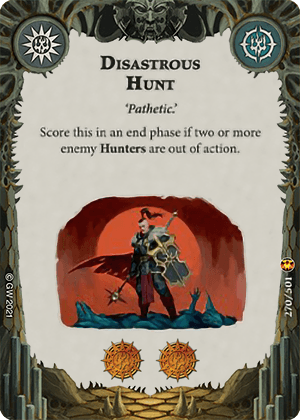 DISASTROUS
HUNT
‘Pathetic.’
Score this in an end phase if two or more
enemy Hunters are out of action.
© GW 2021
270/501